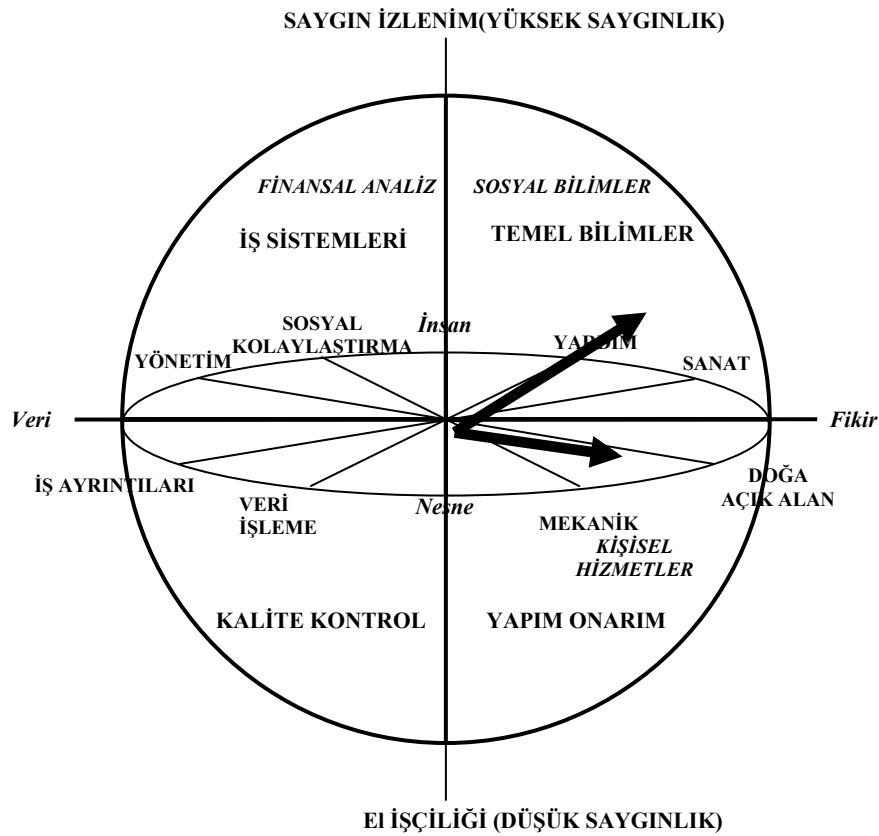 SAYGIN İZLENİM(YÜKSEK SAYGINLIK)
FİNANSAL ANALİZ
SOSYAL BİLİMLER
İŞ SİSTEMLERİ
TEMEL BİLİMLER
SOSYAL
KOLAYLAŞTIRMA
İnsan
YARDIM
YÖNETİM
SANAT
Veri
Fikir
İŞ AYRINTILARI
VERİ
İŞLEME
Nesne
DOĞA
AÇIK ALAN
MEKANİK
KİŞİSEL
HİZMETLER
KALİTE KONTROL
YAPIM ONARIM
El İŞÇİLİĞİ (DÜŞÜK SAYGINLIK)